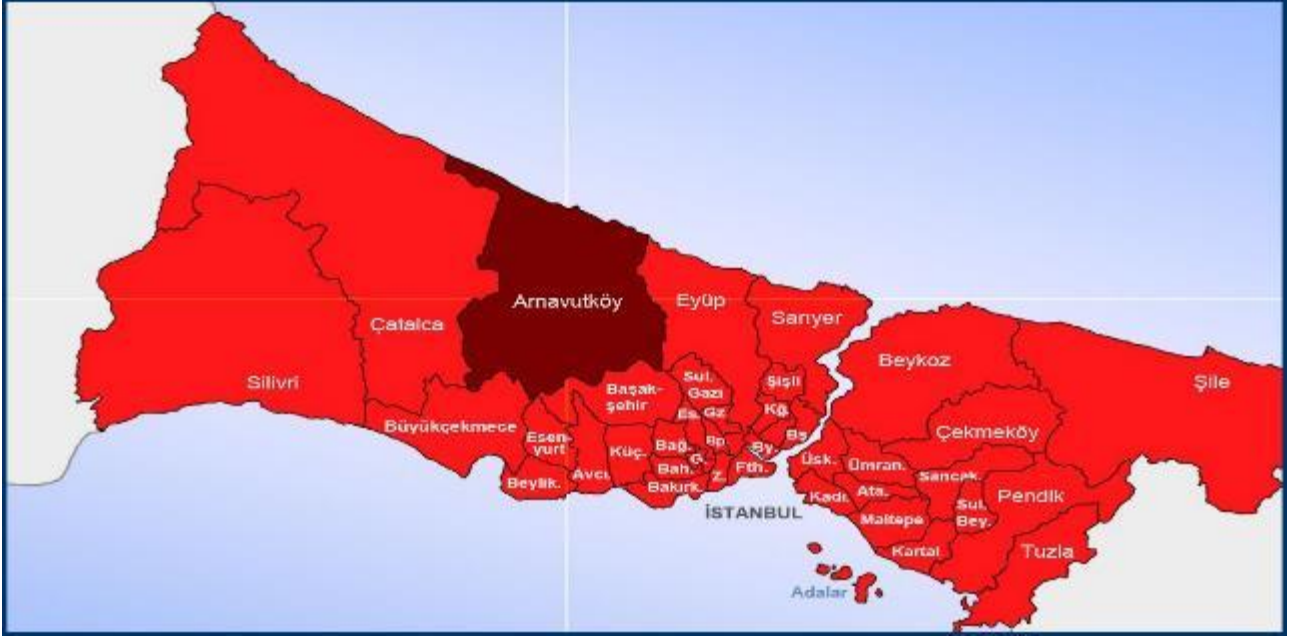 Arnavutköy
Eyüp
Sarıyer
Çatalca
Silivri
Beykoz
Şile
Başak-
şehir
Sul.
Gazi
Şişli
Büyükçekmece
Esen-
yurt
Es.
Gz.
Kğ.
Bş.
Çekmeköy
Küç.
Bağ.
Bp.
By.
G.
Bah.
Avcı.
Beylik.
Bakırk.
Z.
Fth.
Üsk.
Ümran.
Sancak.
Kadı.
Ata.
Sul.
Bey.
Pendik
Maltepe
Kartal
Tuzla
İSTANBUL
Adalar